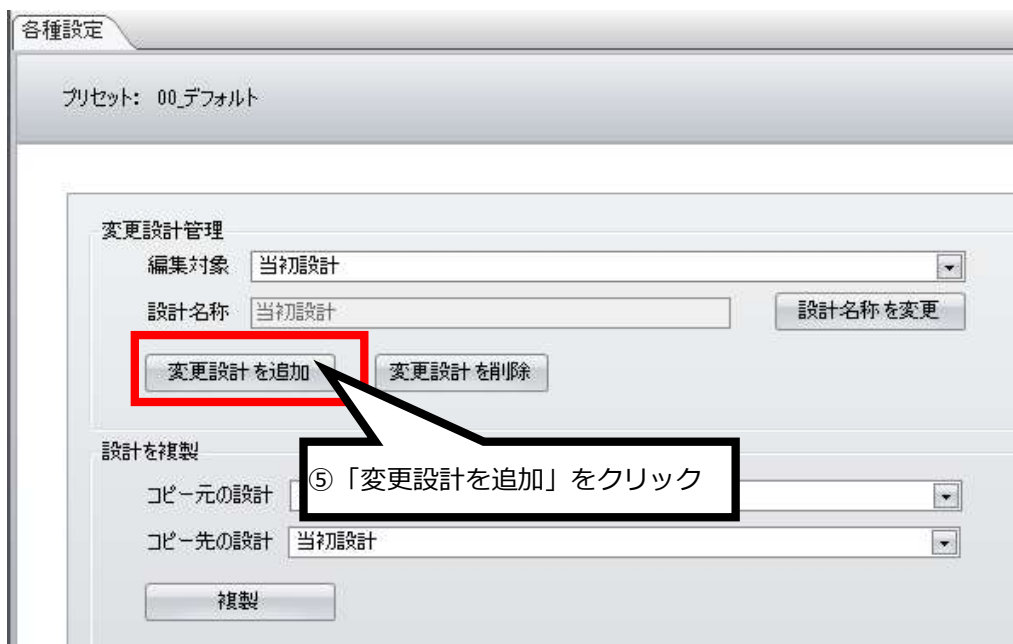 各種設定
プリセット: 00_デフォルト
変更設計管理
編集対象 当初設計
設計名称 当初設計 設計名称を変更
変更設計を追加 変更設計を削除
設計を複製
⑤「変更設計を追加」をクリック
コピー元の設計
コピー先の設計 当初設計
複製